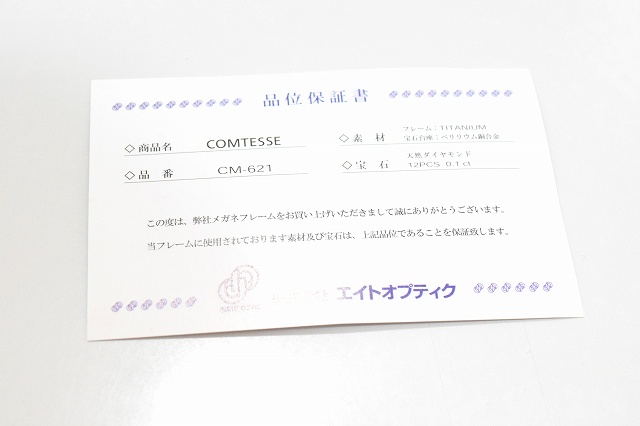 品位保証書
◇商品名 COMTESSE
◇素材 フレーム：TITANIUM
宝石台座：ベリリウム銅合金
◇品番 CM-621
◇宝石 天然ダイヤモンド
12PCS 0.1ct
この度は、弊社メガネフレームをお買い上げいただきまして誠にありがとうございます。
当フレームに使用されております素材及び宝石は、上記品位であることを保証致します。
エイトオプティク